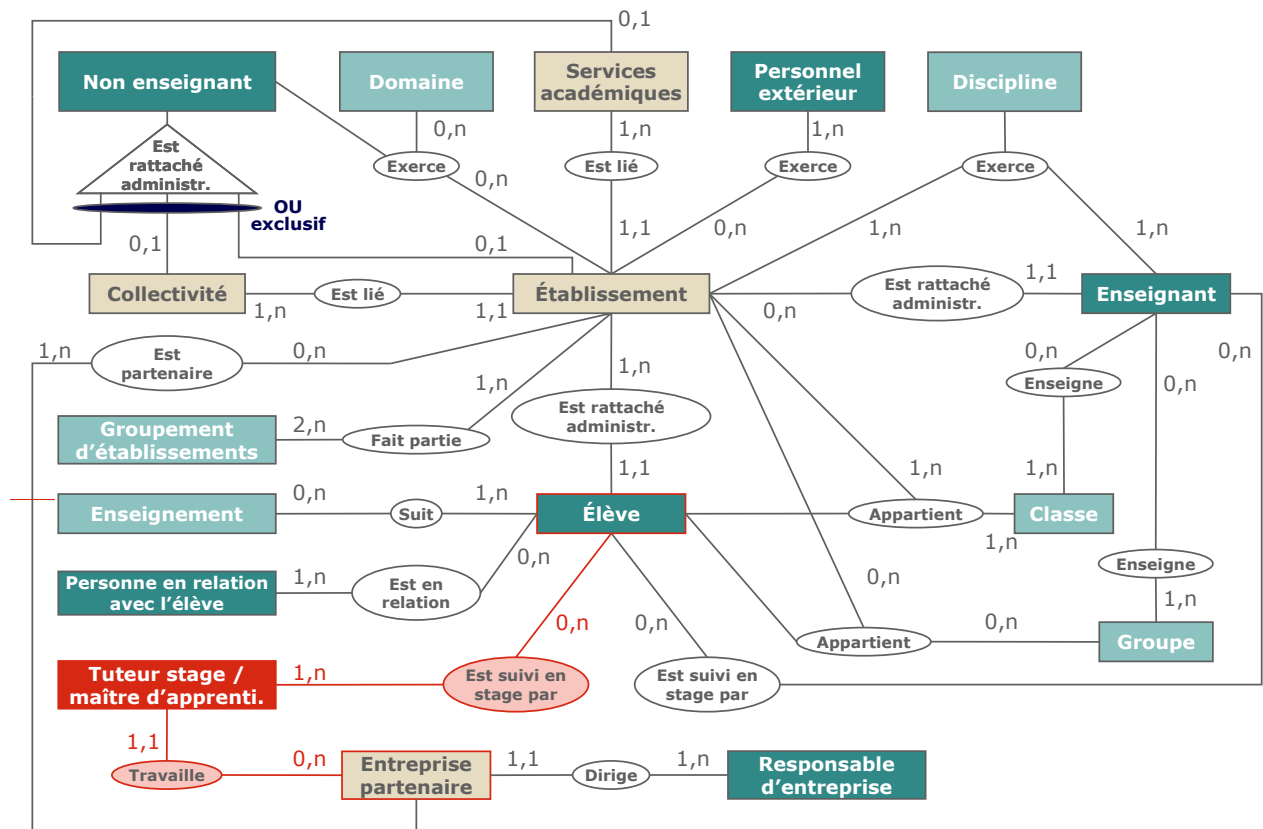 0,1
Non enseignant
Domaine
Services
académiques
Personnel
extérieur
Discipline
0,n
1,n
1,n
Est
rattaché
administr.
Exerce
Est lié
Exerce
Exerce
0,n
OU
exclusif
0,1
0,1
1,1
0,n
1,n
1,n
Collectivité
Est lié
Établissement
Est rattaché
administr.
1,1
Enseignant
1,n
1,1
0,n
1,n
Est
partenaire
0,n
1,n
1,n
0,n
Enseigne
0,n
0,n
Groupement
d'établissements
2,n
Fait partie
Est rattaché
administr.
1,1
1,n
1,n
Enseignement
0,n
Suit
1,n
Élève
Appartient
1,n
Classe
Personne en relation
avec l'élève
1,n
Est en
relation
0,n
0,n
Enseigne
1,n
0,n
0,n
Appartient
0,n
Groupe
Tuteur stage /
maître d'apprenti.
1,n
Est suivi en
stage par
Est suivi en
stage par
1,1
Travaille
0,n
Entreprise
partenaire
1,1
Dirige
1,n
Responsable
d'entreprise